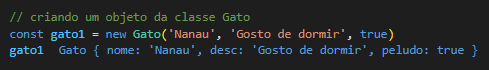 // criando um objeto da classe Gato
const gato1 = new Gato('Nanau', 'Gosto de dormir', true)
gato1  Gato { nome: 'Nanau', desc: 'Gosto de dormir', peludo: true }